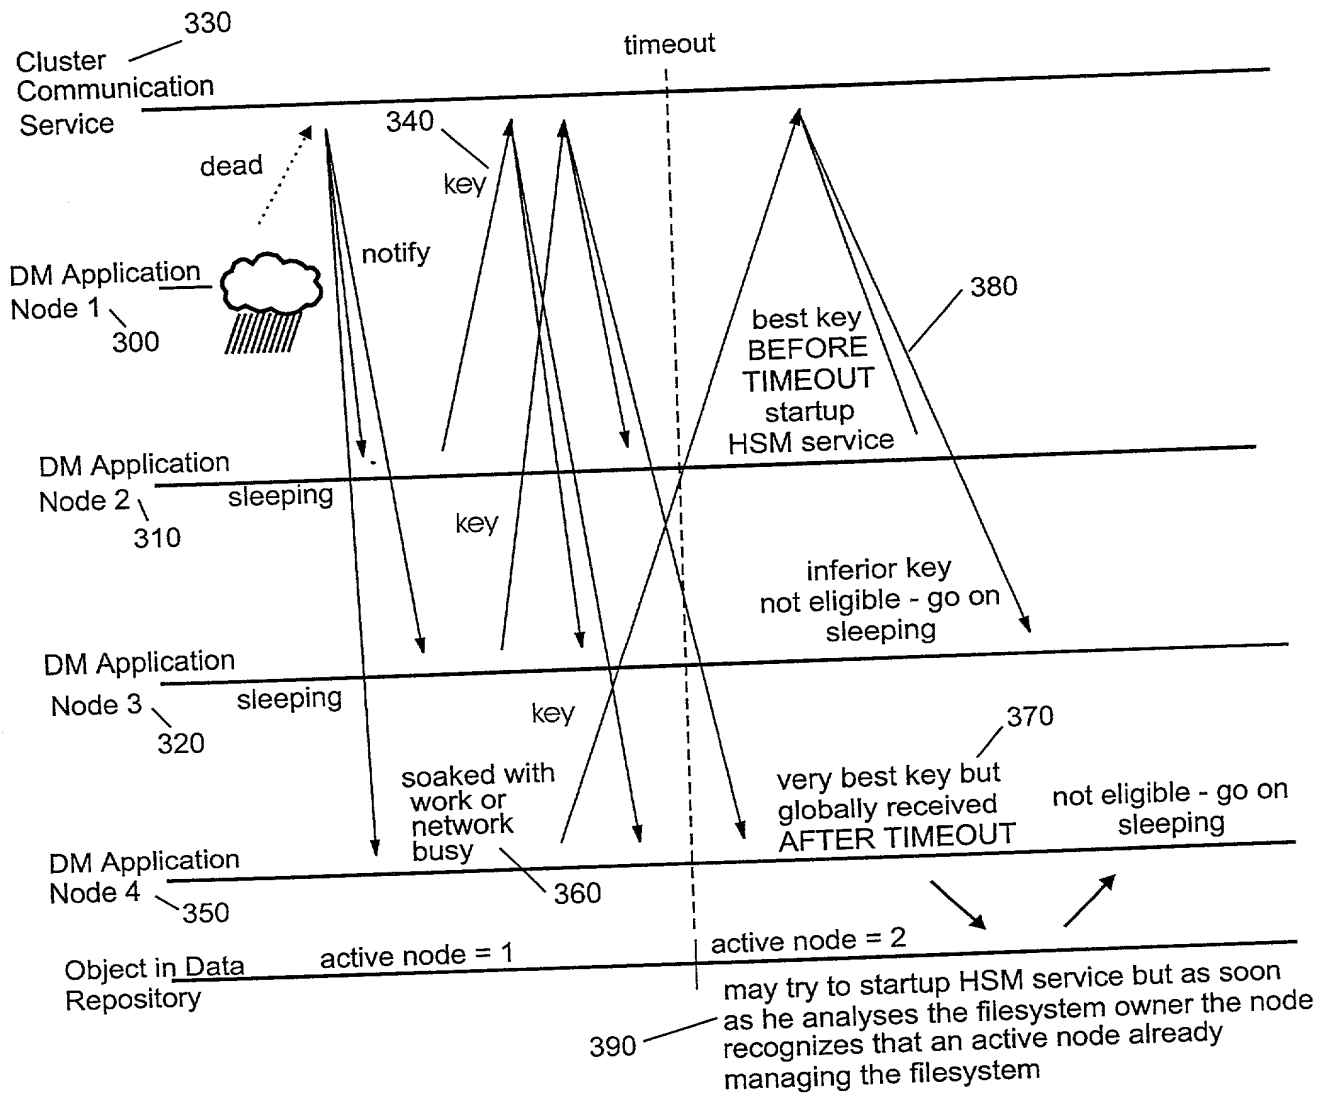 330
Cluster
Communication
Service
timeout
340
dead
key
notify
DM Application
Node 1
300
380
best key
BEFORE
TIMEOUT
startup
HSM service
DM Application
Node 2
sleeping
310
key
inferior key
not eligible - go on
sleeping
DM Application
Node 3
sleeping
320
key
370
soaked with
work or
network
busy
very best key but
globally received
AFTER TIMEOUT
not eligible - go on
sleeping
DM Application
Node 4
350
360
Object in Data
Repository
active node = 1
active node = 2
may try to startup HSM service but as soon
as he analyses the filesystem owner the node
recognizes that an active node already
managing the filesystem
390